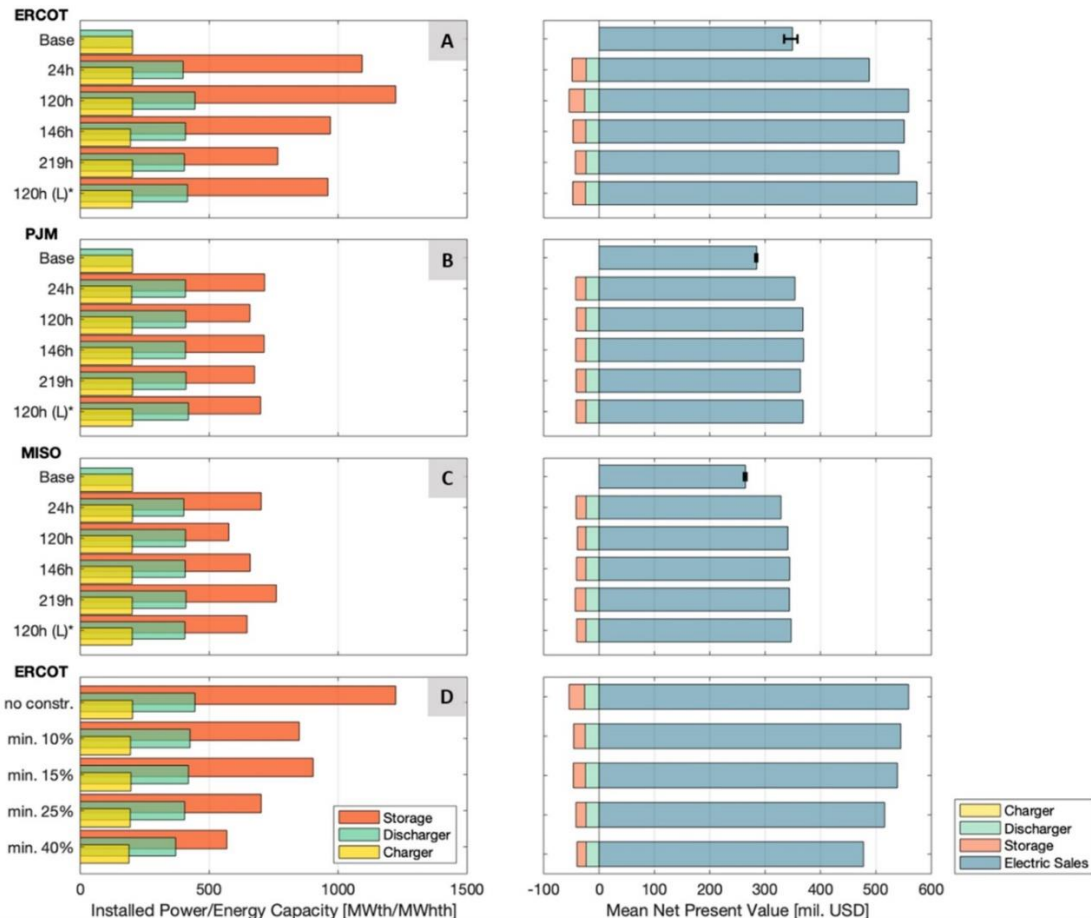 ERCOT
A
Base
24h
120h
146h
219h
120h (L)*
PJM
B
Base
24h
120h
146h
219h
120h (L)*
MISO
C
Base
24h
120h
146h
219h
120h (L)*
ERCOT
D
no constr.
min. 10%
min. 15%
min. 25%
min. 40%
Storage
Discharger
Charger
0 500 1000 1500
Installed Power/Energy Capacity [MWth/MWhth]
-100 0 100 200 300 400 500 600
Mean Net Present Value [mil. USD]
Charger
Discharger
Storage
Electric Sales